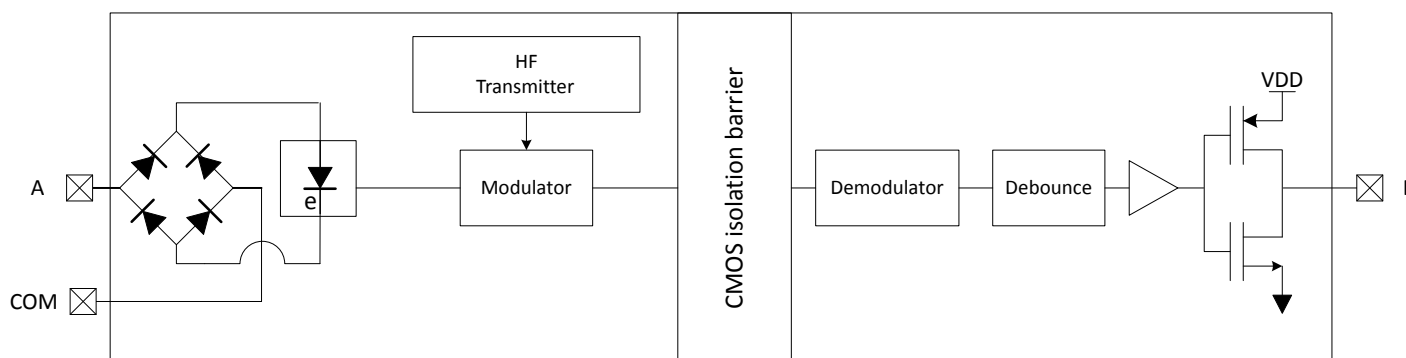 HF
Transmitter
CMOS isolation barrier
VDD
A
e
Modulator
Demodulator
Debounce
COM